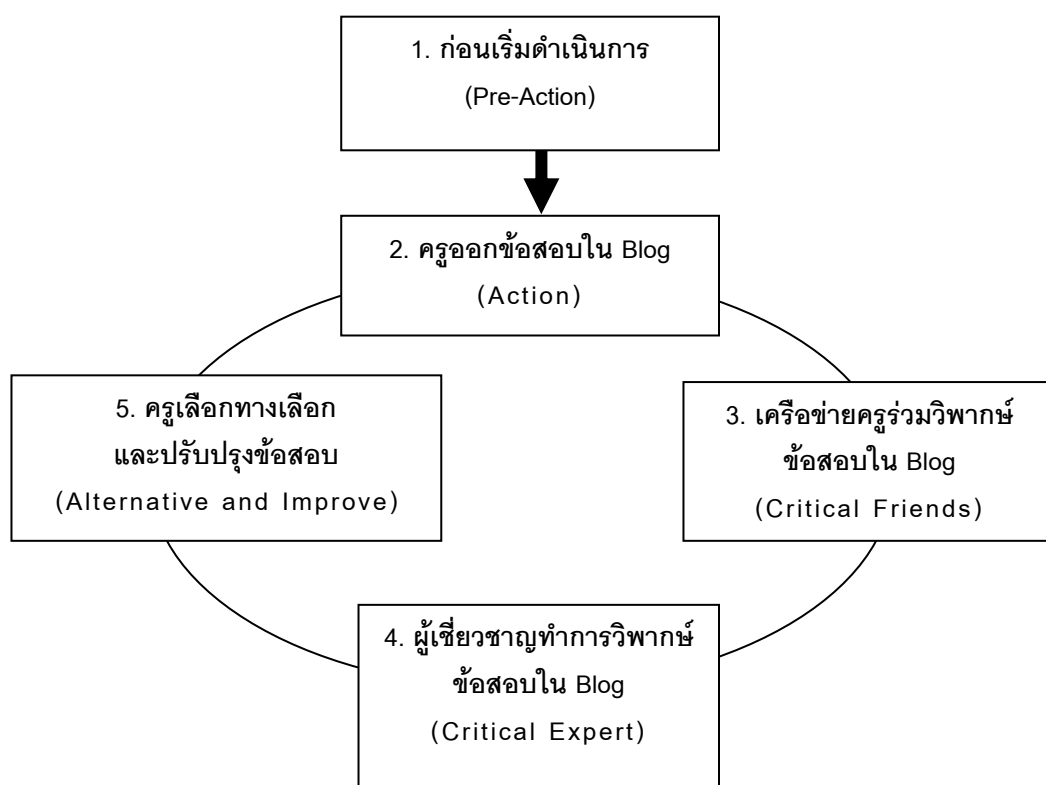 1. ก่อนเริ่มดำเนินการ
(Pre-Action)
2. ครูออกข้อสอบใน Blog
(Action)
3. เครือข่ายครูร่วมวิพากษ์
ข้อสอบใน Blog
(Critical Friends)
4. ผู้เชี่ยวชาญทำการวิพากษ์
ข้อสอบใน Blog
(Critical Expert)
5. ครูเลือกทางเลือก
และปรับปรุงข้อสอบ
(Alternative and Improve)